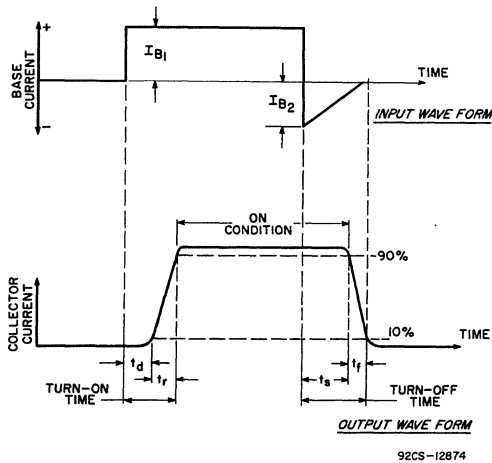 +
BASE
CURRENT
−
IB1
IB2
TIME
INPUT WAVE FORM
ON
CONDITION
90%
COLLECTOR
CURRENT
10%
TIME
td
tr
ts
tf
TURN-ON
TIME
TURN-OFF
TIME
OUTPUT WAVE FORM
92CS-12874